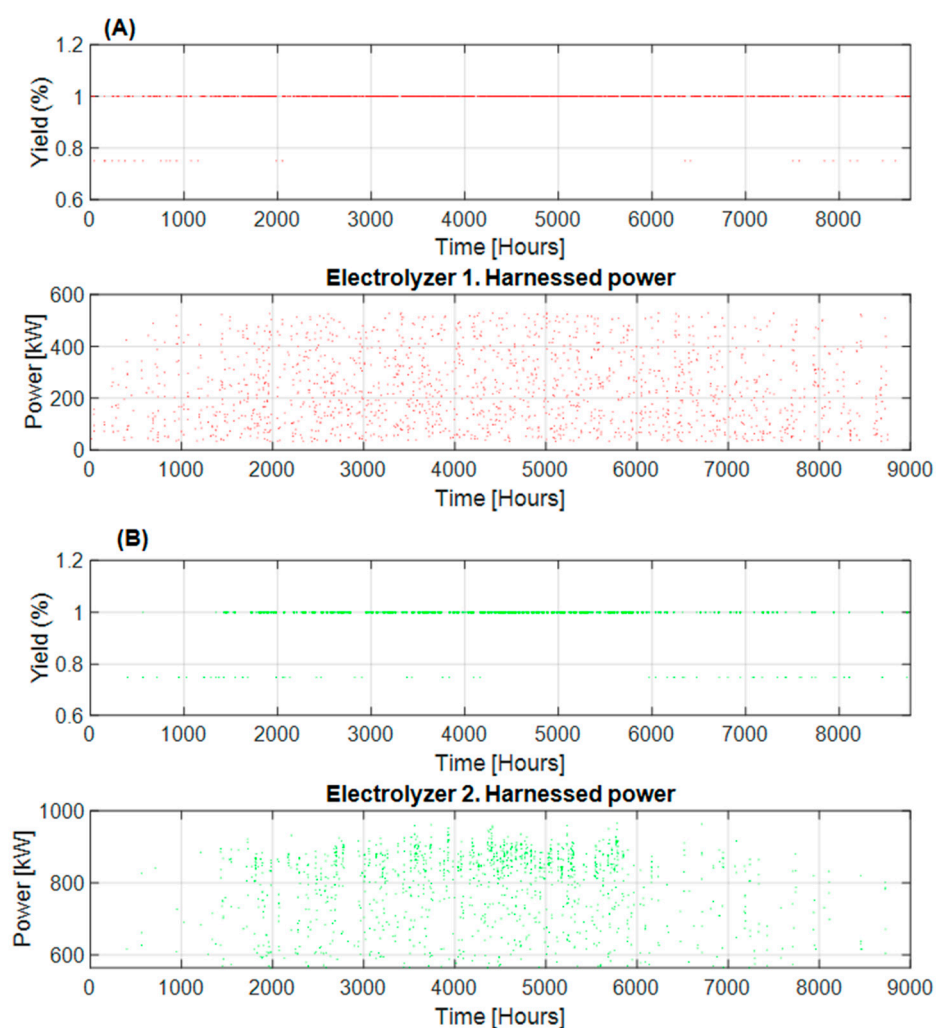 (A)
1.2
1
0.8
0.6
Yield (%)
0 1000 2000 3000 4000 5000 6000 7000 8000
Time [Hours]
Electrolyzer 1. Harnessed power
600
400
200
0
Power [kW]
0 1000 2000 3000 4000 5000 6000 7000 8000 9000
Time [Hours]
(B)
1.2
1
0.8
0.6
Yield (%)
0 1000 2000 3000 4000 5000 6000 7000 8000
Time [Hours]
Electrolyzer 2. Harnessed power
1000
800
600
Power [kW]
0 1000 2000 3000 4000 5000 6000 7000 8000 9000
Time [Hours]